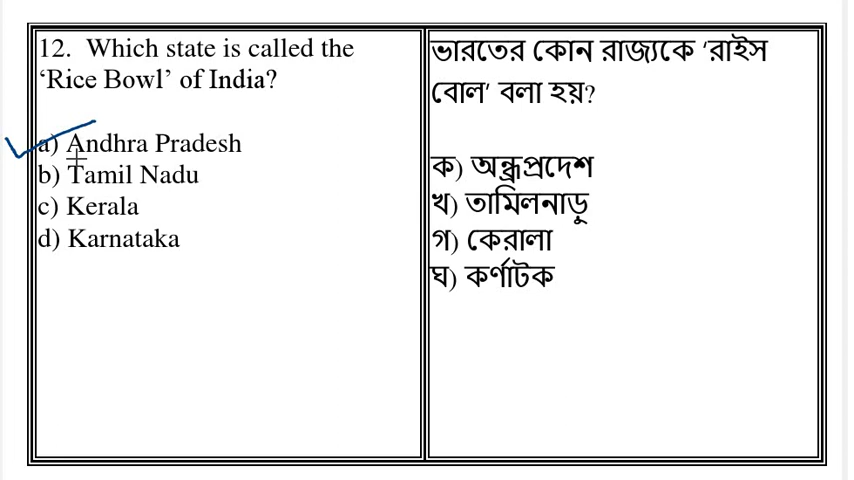 12. Which state is called the
‘Rice Bowl’ of India?
a) Andhra Pradesh
b) Tamil Nadu
c) Kerala
d) Karnataka
ভারতের কোন রাজ্যকে ‘রাইস
বোল’ বলা হয়?
ক) অন্ধ্রপ্রদেশ
খ) তামিলনাড়ু
গ) কেরালা
ঘ) কর্ণাটক